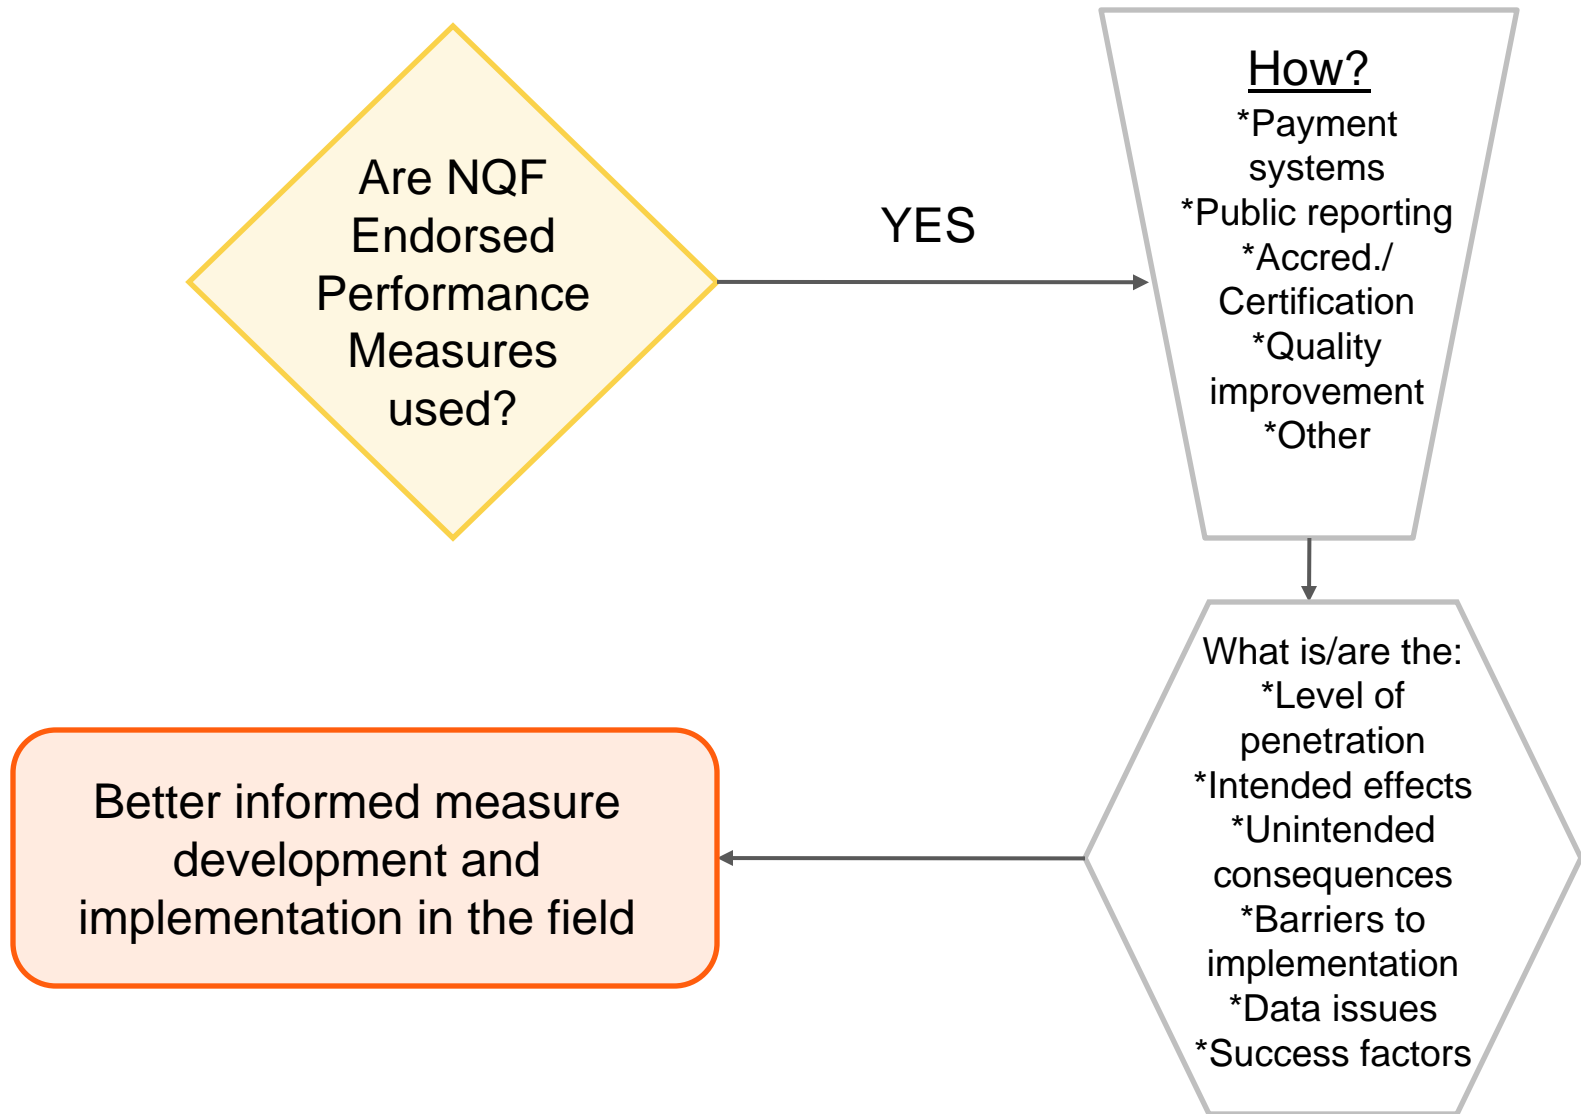 Are NQF
Endorsed
Performance
Measures
used?
YES
How?
*Payment
systems
*Public reporting
*Accred./
Certification
*Quality
improvement
*Other
What is/are the:
*Level of
penetration
*Intended effects
*Unintended
consequences
*Barriers to
implementation
*Data issues
*Success factors
Better informed measure
development and
implementation in the field